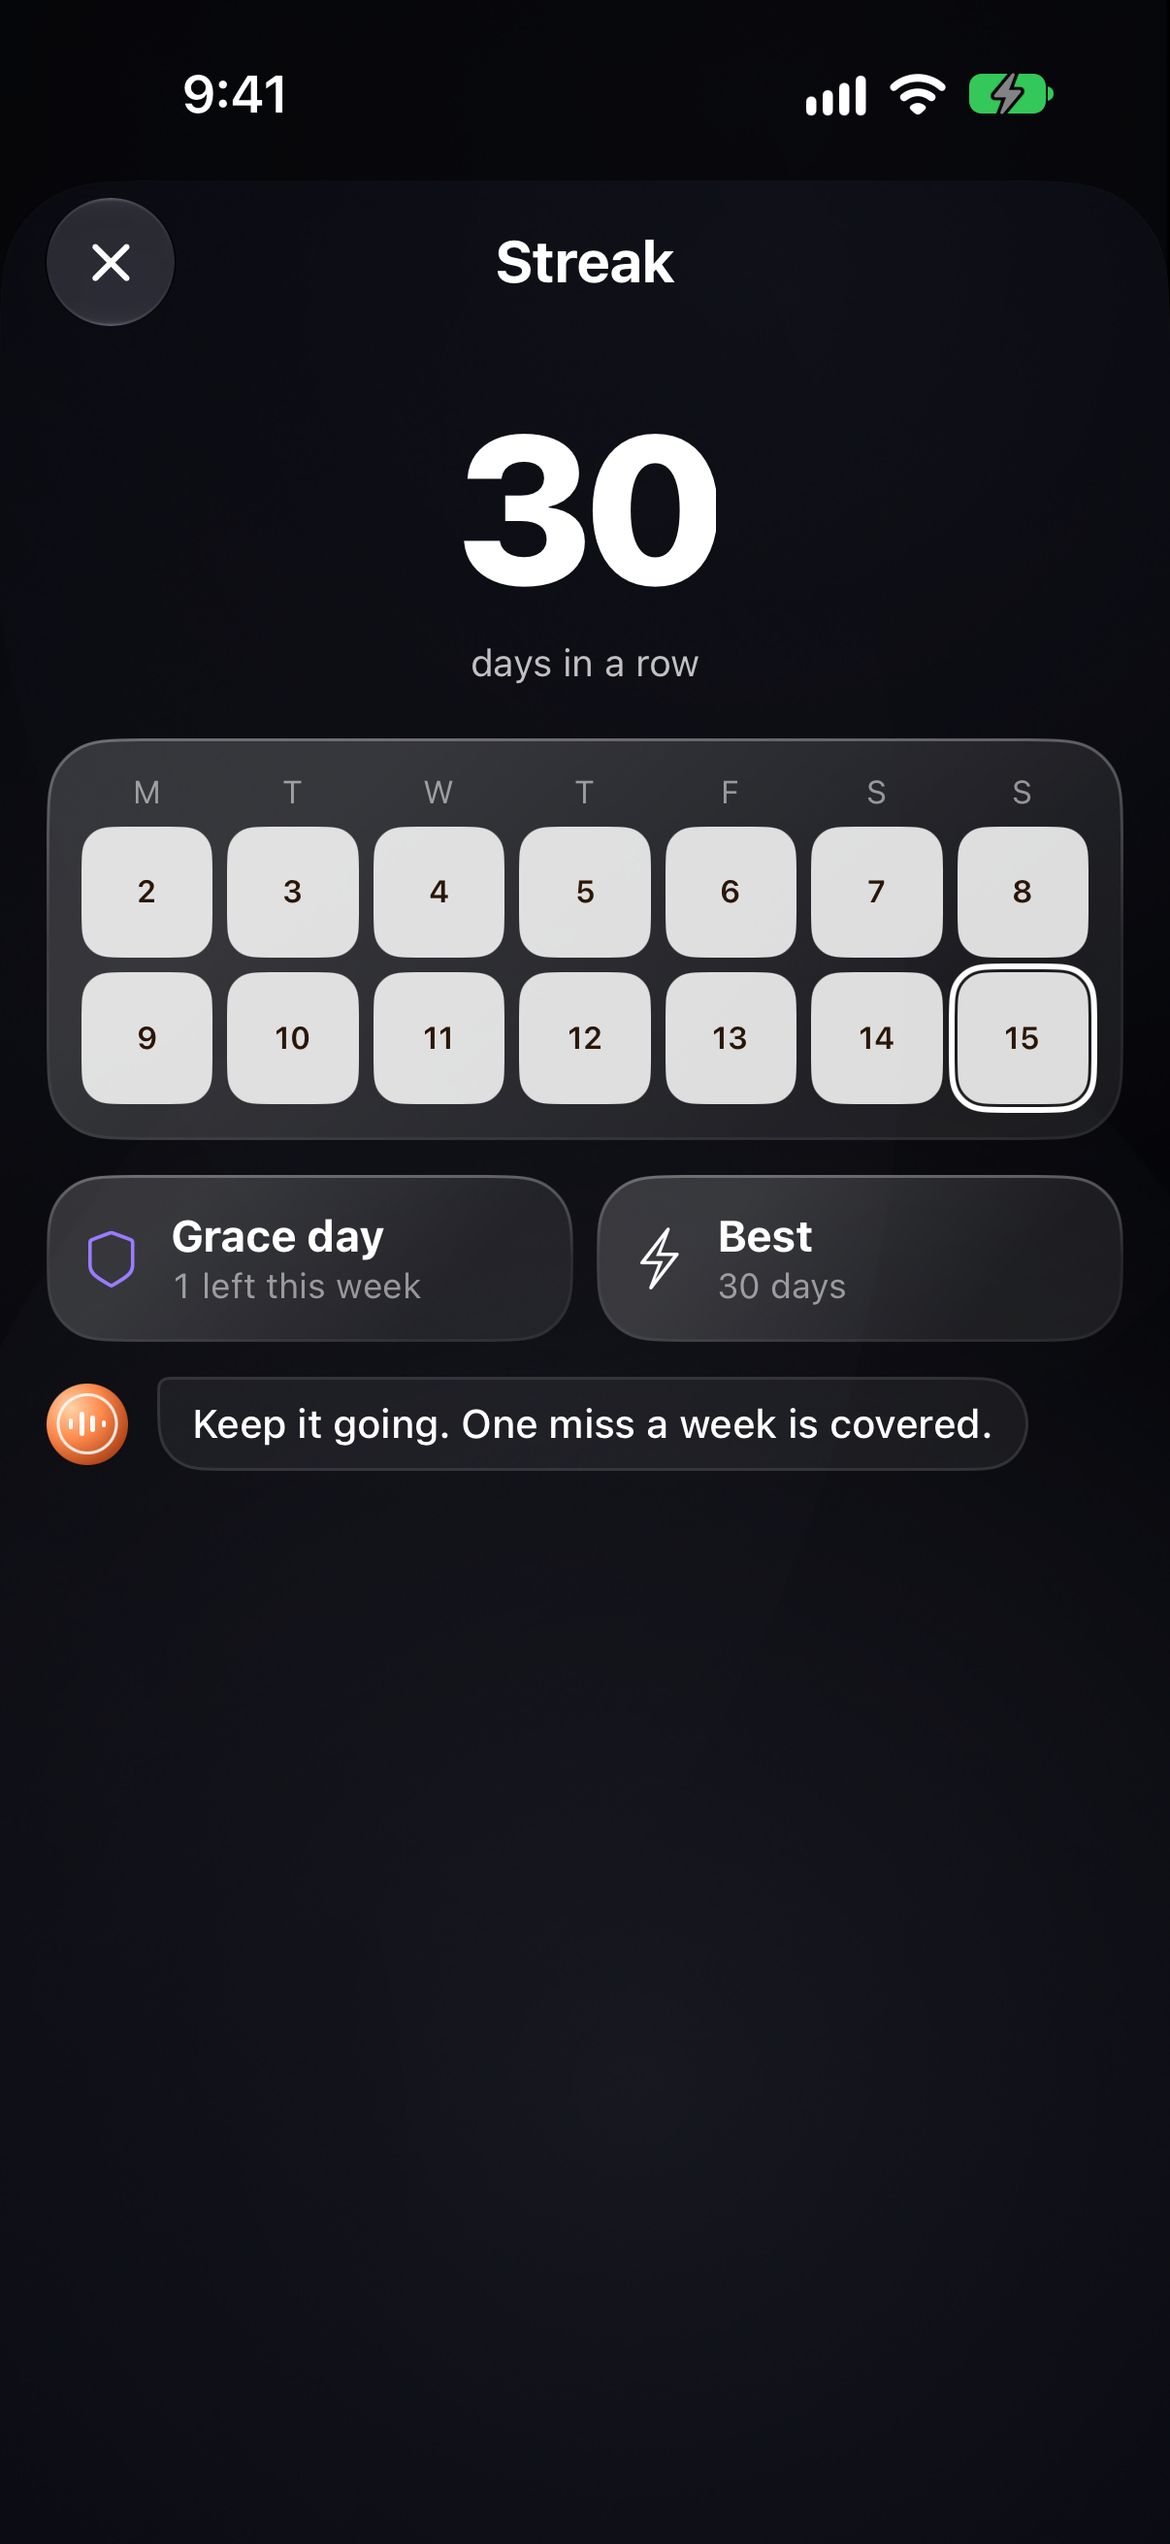 9:41
Streak
30
days in a row
M T W T F S S
2 3 4 5 6 7 8
9 10 11 12 13 14 15
Grace day
1 left this week
Best
30 days
Keep it going. One miss a week is covered.